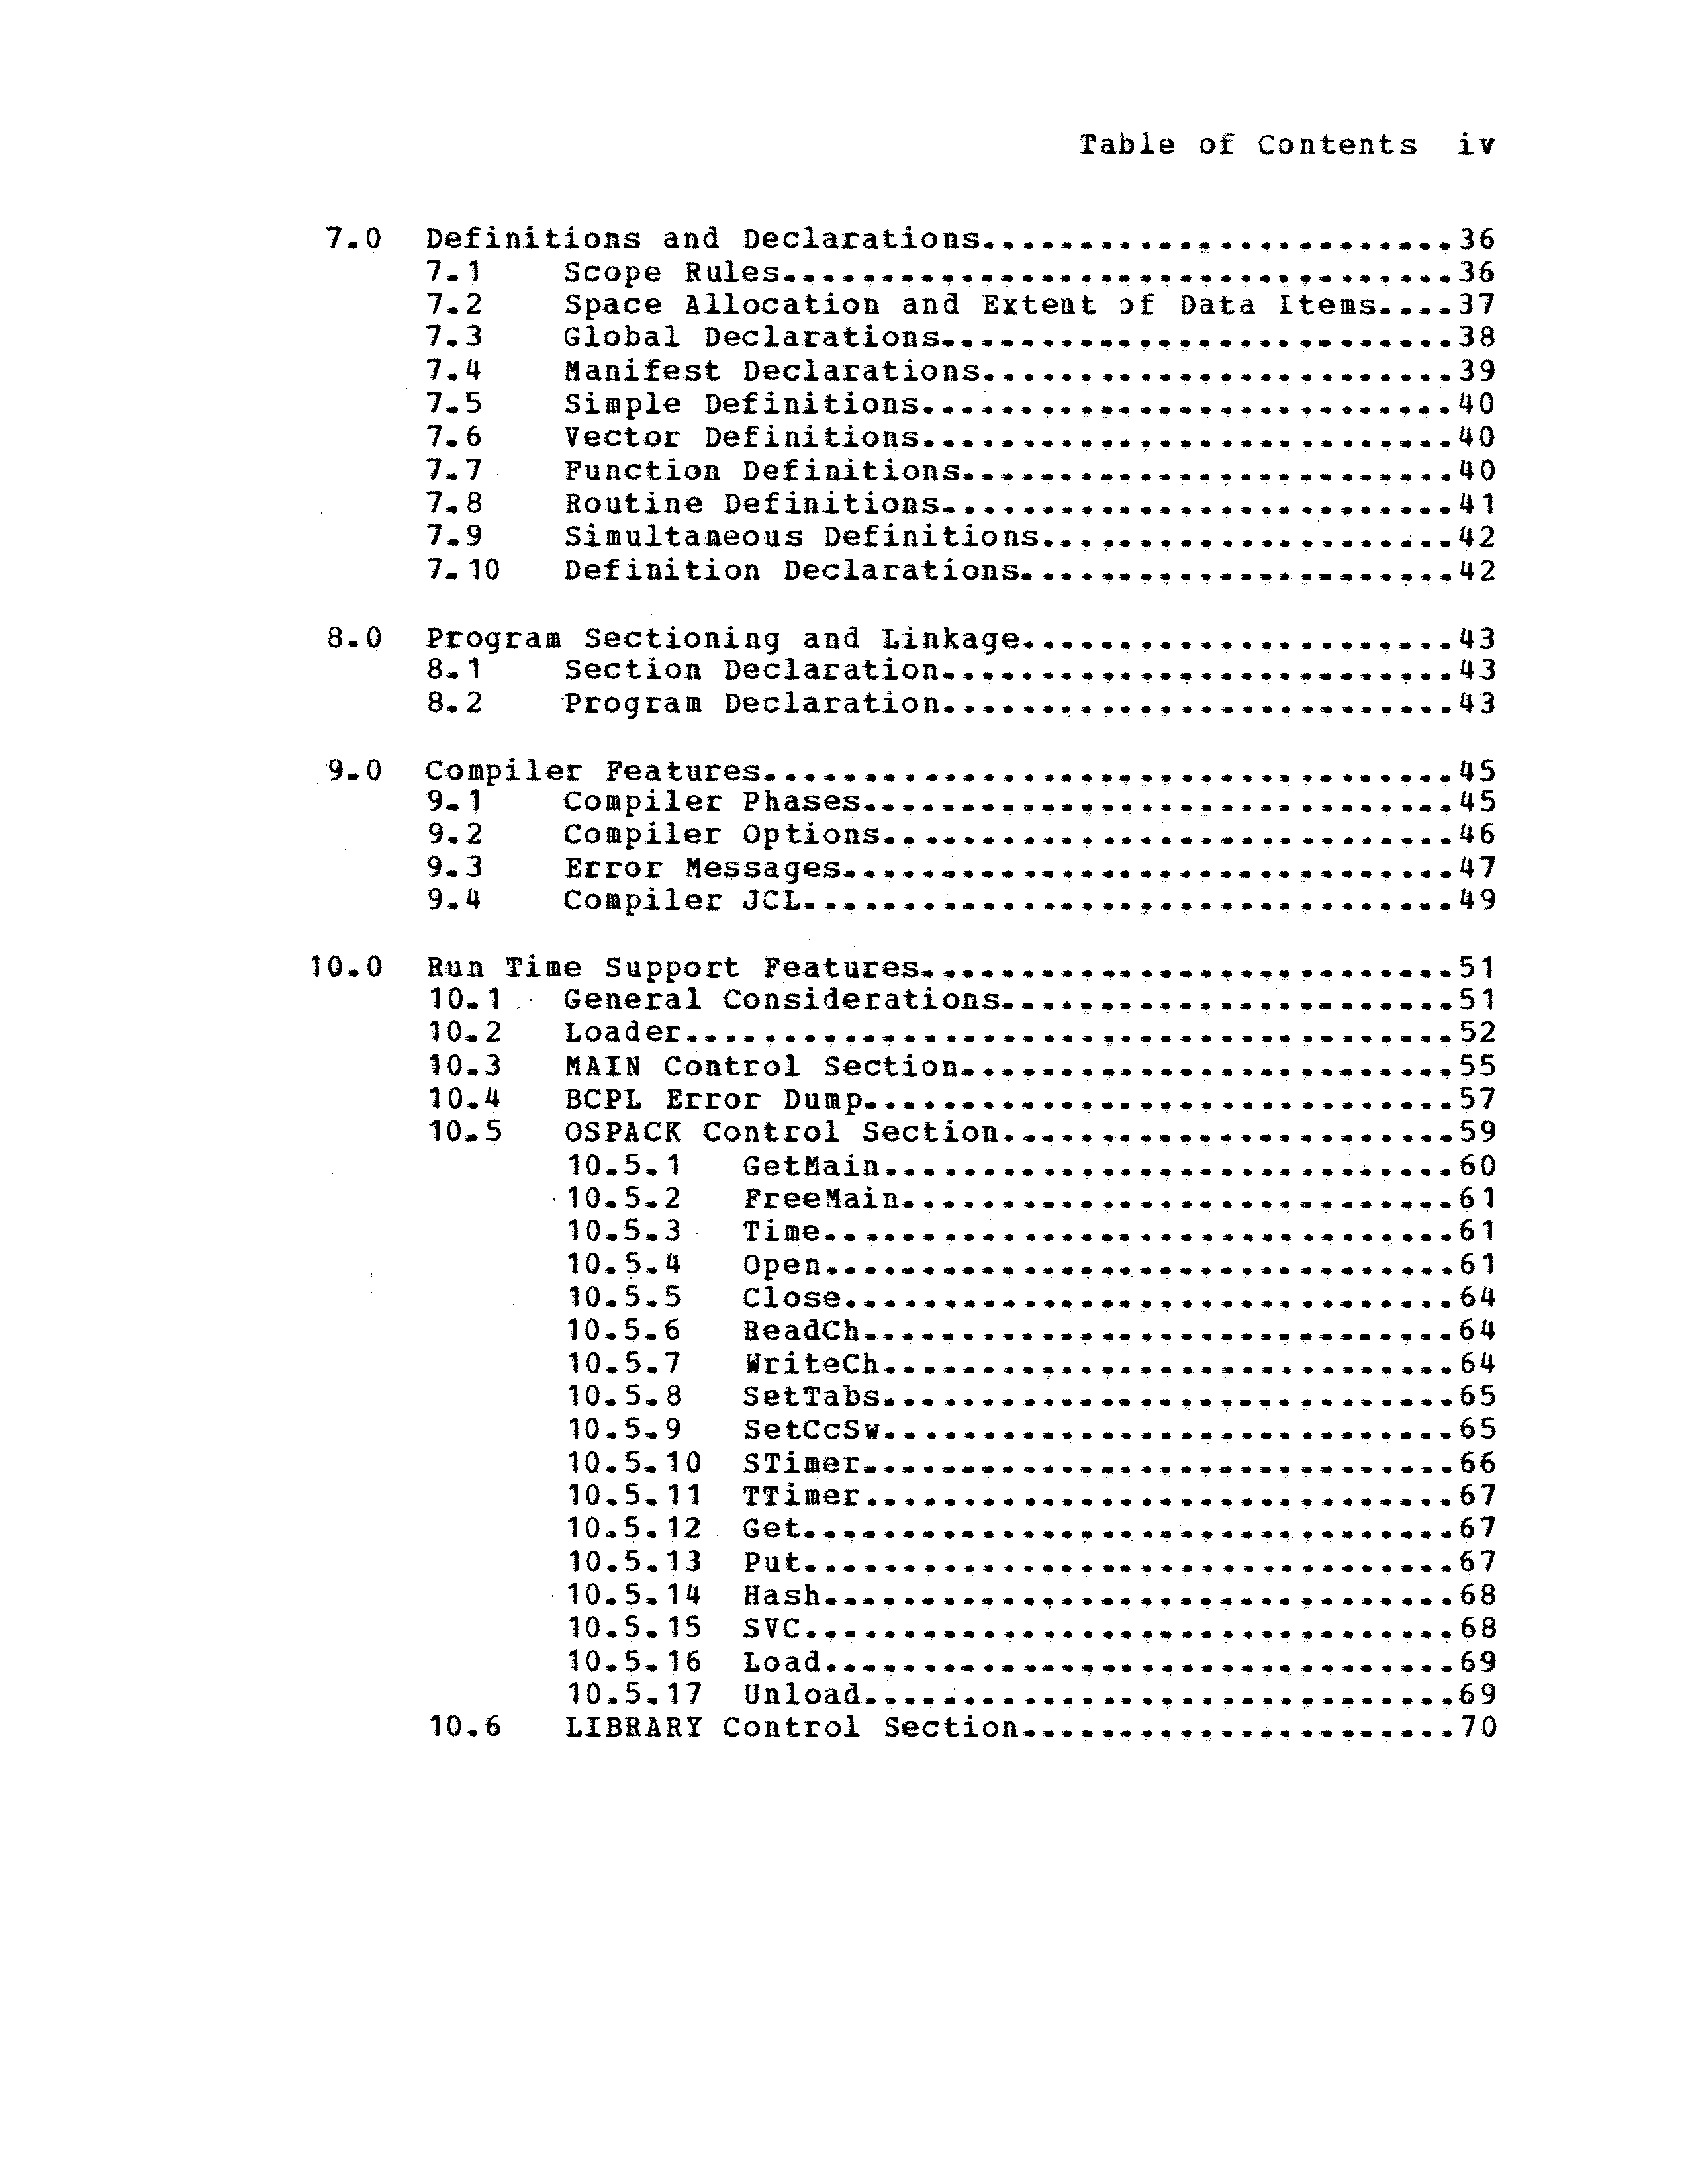 Table of Contents  iv
7.0  Definitions and Declarations........................36
7.1    Scope Rules..................................36
7.2    Space Allocation and Extent of Data Items....37
7.3    Global Declarations..........................38
7.4    Manifest Declarations........................39
7.5    Simple Definitions...........................40
7.6    Vector Definitions...........................40
7.7    Function Definitions.........................40
7.8    Routine Definitions..........................41
7.9    Simultaneous Definitions.....................42
7.10   Definition Declarations......................42
8.0  Program Sectioning and Linkage......................43
8.1    Section Declaration..........................43
8.2    Program Declaration..........................43
9.0  Compiler Features...................................45
9.1    Compiler Phases..............................45
9.2    Compiler Options.............................46
9.3    Error Messages...............................47
9.4    Compiler JCL.................................49
10.0  Run Time Support Features...........................51
10.1   General Considerations.......................51
10.2   Loader.......................................52
10.3   MAIN Control Section.........................55
10.4   BCPL Error Dump..............................57
10.5   OSPACK Control Section.......................59
10.5.1   GetMain.............................60
10.5.2   FreeMain............................61
10.5.3   Time................................61
10.5.4   Open................................61
10.5.5   Close...............................64
10.5.6   ReadCh..............................64
10.5.7   WriteCh.............................64
10.5.8   SetTabs.............................65
10.5.9   SetCcSw.............................65
10.5.10  STimer..............................66
10.5.11  TTimer..............................67
10.5.12  Get.................................67
10.5.13  Put.................................67
10.5.14  Hash................................68
10.5.15  SVC.................................68
10.5.16  Load................................69
10.5.17  Unload..............................69
10.6   LIBRARY Control Section......................70